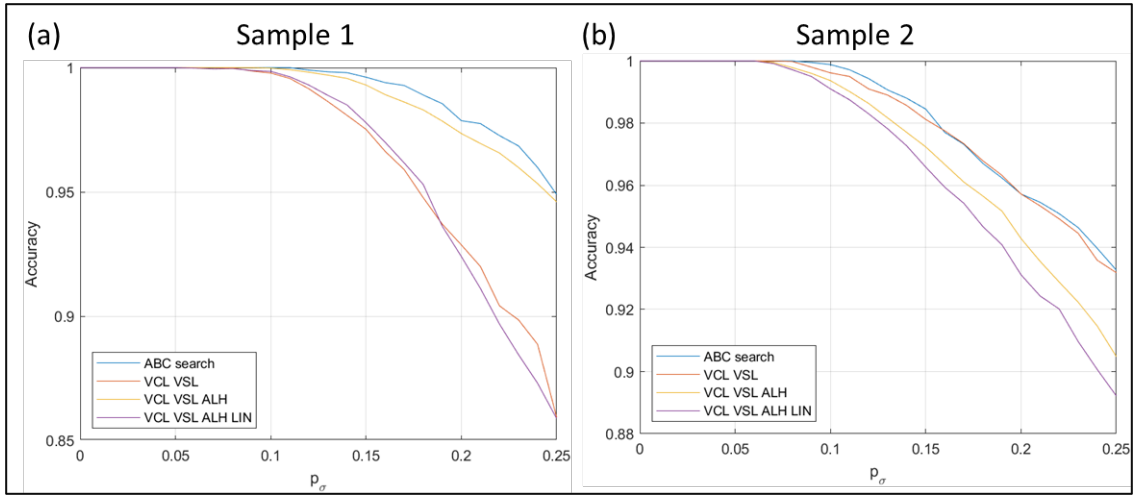 (a) Sample 1
1
0.95
0.9
0.85
Accuracy
0 0.05 0.1 0.15 0.2 0.25
pσ
ABC search
VCL VSL
VCL VSL ALH
VCL VSL ALH LIN
(b) Sample 2
1
0.98
0.96
0.94
0.92
0.9
0.88
Accuracy
0 0.05 0.1 0.15 0.2 0.25
pσ
ABC search
VCL VSL
VCL VSL ALH
VCL VSL ALH LIN